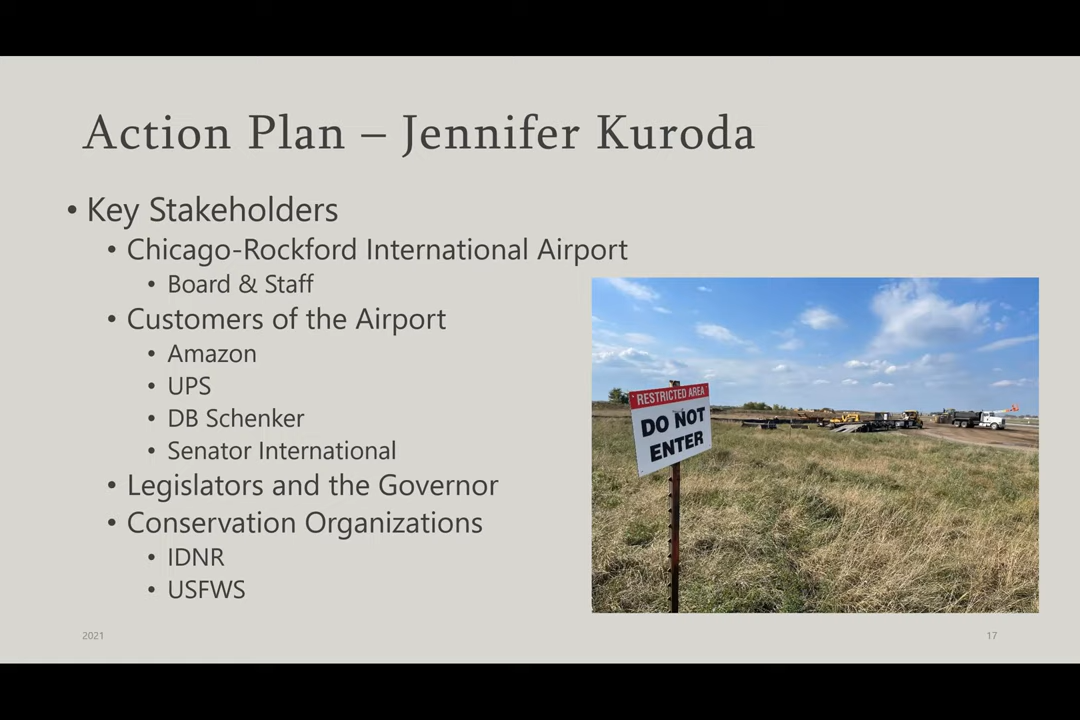 Action Plan – Jennifer Kuroda
• Key Stakeholders
• Chicago-Rockford International Airport
• Board & Staff
• Customers of the Airport
• Amazon
• UPS
• DB Schenker
• Senator International
• Legislators and the Governor
• Conservation Organizations
• IDNR
• USFWS
RESTRICTED AREA
DO NOT
ENTER
2021
17